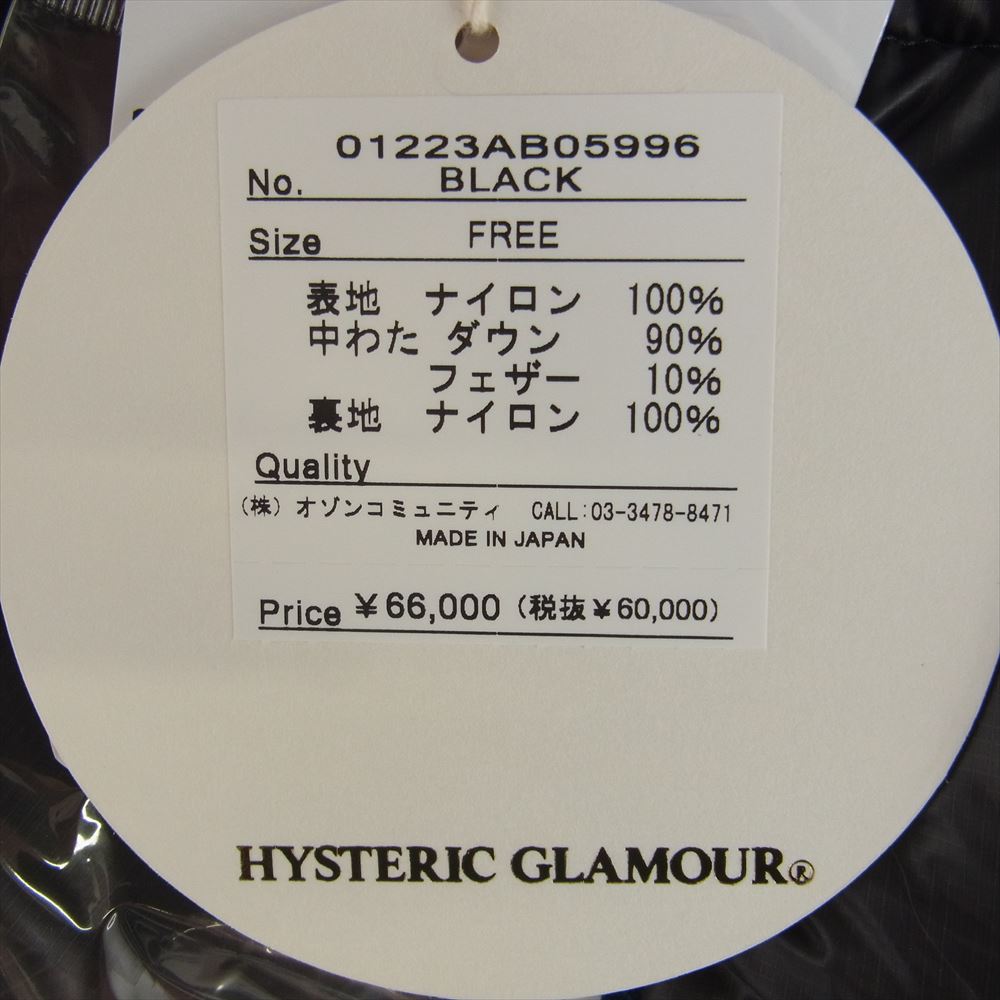 01223AB05996
No. BLACK
Size FREE
表地 ナイロン 100%
中わた ダウン 90%
フェザー 10%
裏地 ナイロン 100%
Quality
(株) オゾンコミュニティ CALL:03-3478-8471
MADE IN JAPAN
Price ¥66,000 (税抜¥60,000)
HYSTERIC GLAMOUR®